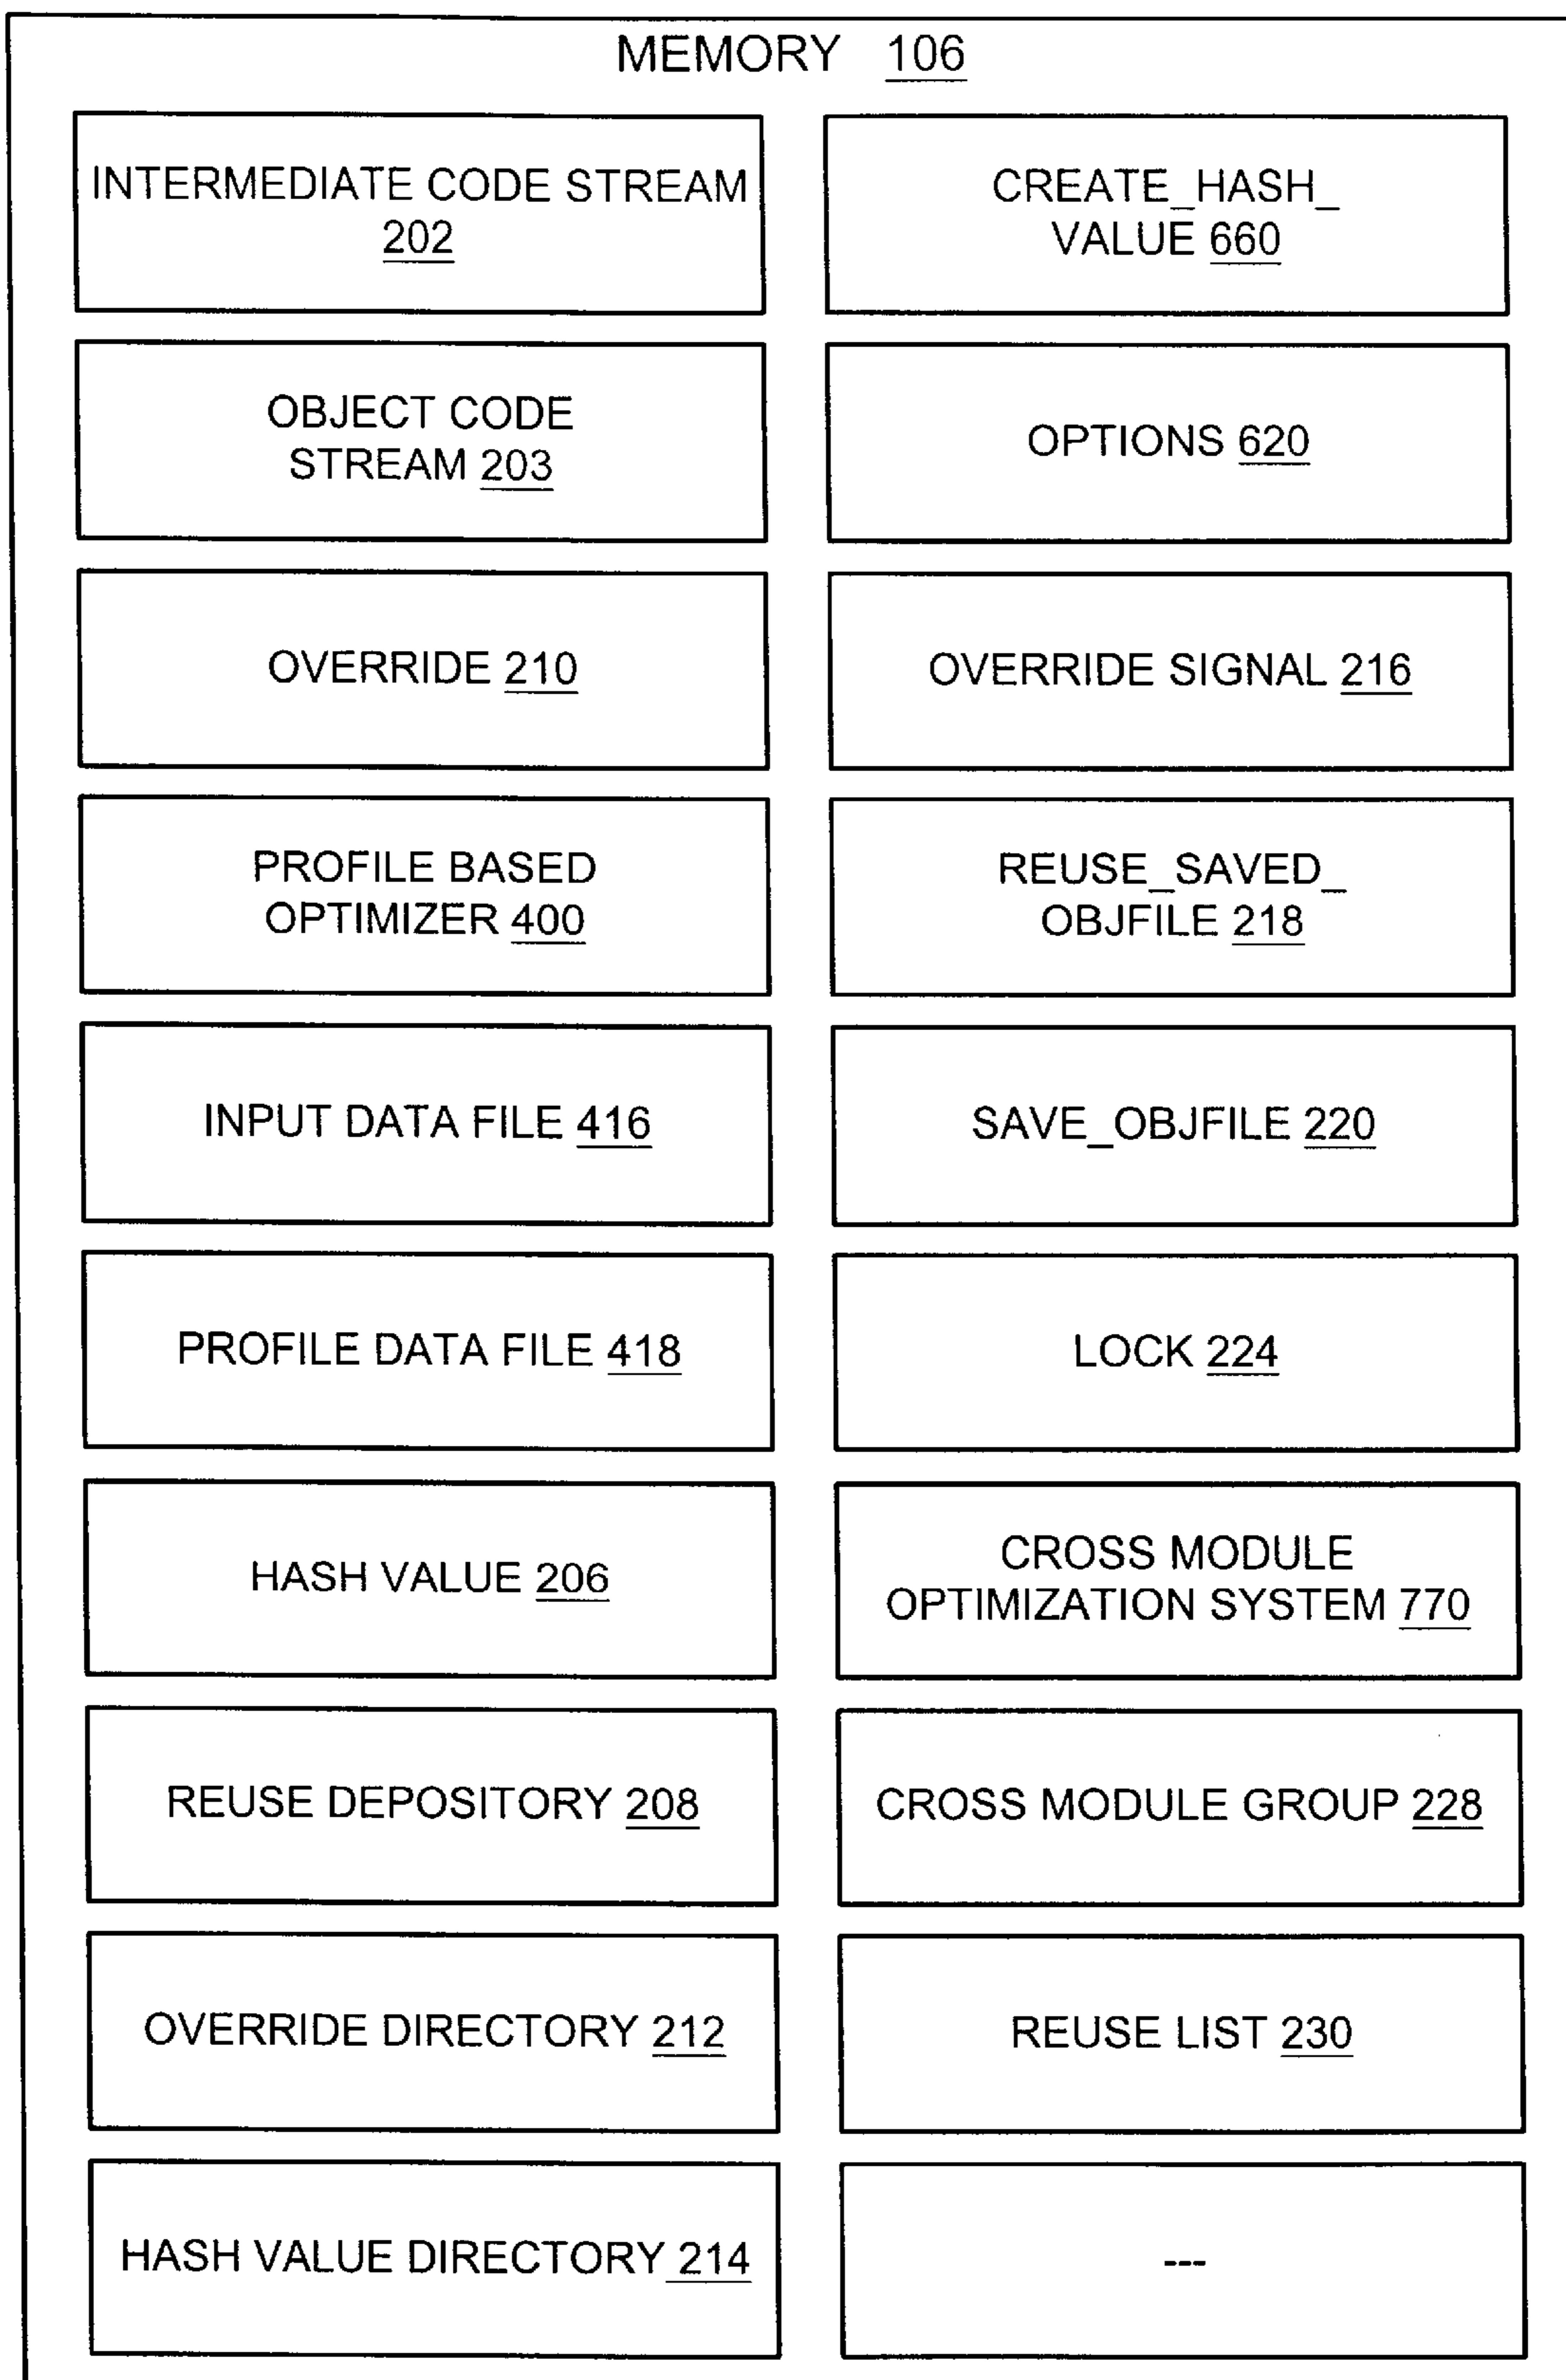 MEMORY 106
INTERMEDIATE CODE STREAM
202
CREATE_HASH_
VALUE 660
OBJECT CODE
STREAM 203
OPTIONS 620
OVERRIDE 210
OVERRIDE SIGNAL 216
PROFILE BASED
OPTIMIZER 400
REUSE_SAVED_
OBJFILE 218
INPUT DATA FILE 416
SAVE_OBJFILE 220
PROFILE DATA FILE 418
LOCK 224
HASH VALUE 206
CROSS MODULE
OPTIMIZATION SYSTEM 770
REUSE DEPOSITORY 208
CROSS MODULE GROUP 228
OVERRIDE DIRECTORY 212
REUSE LIST 230
HASH VALUE DIRECTORY 214
---